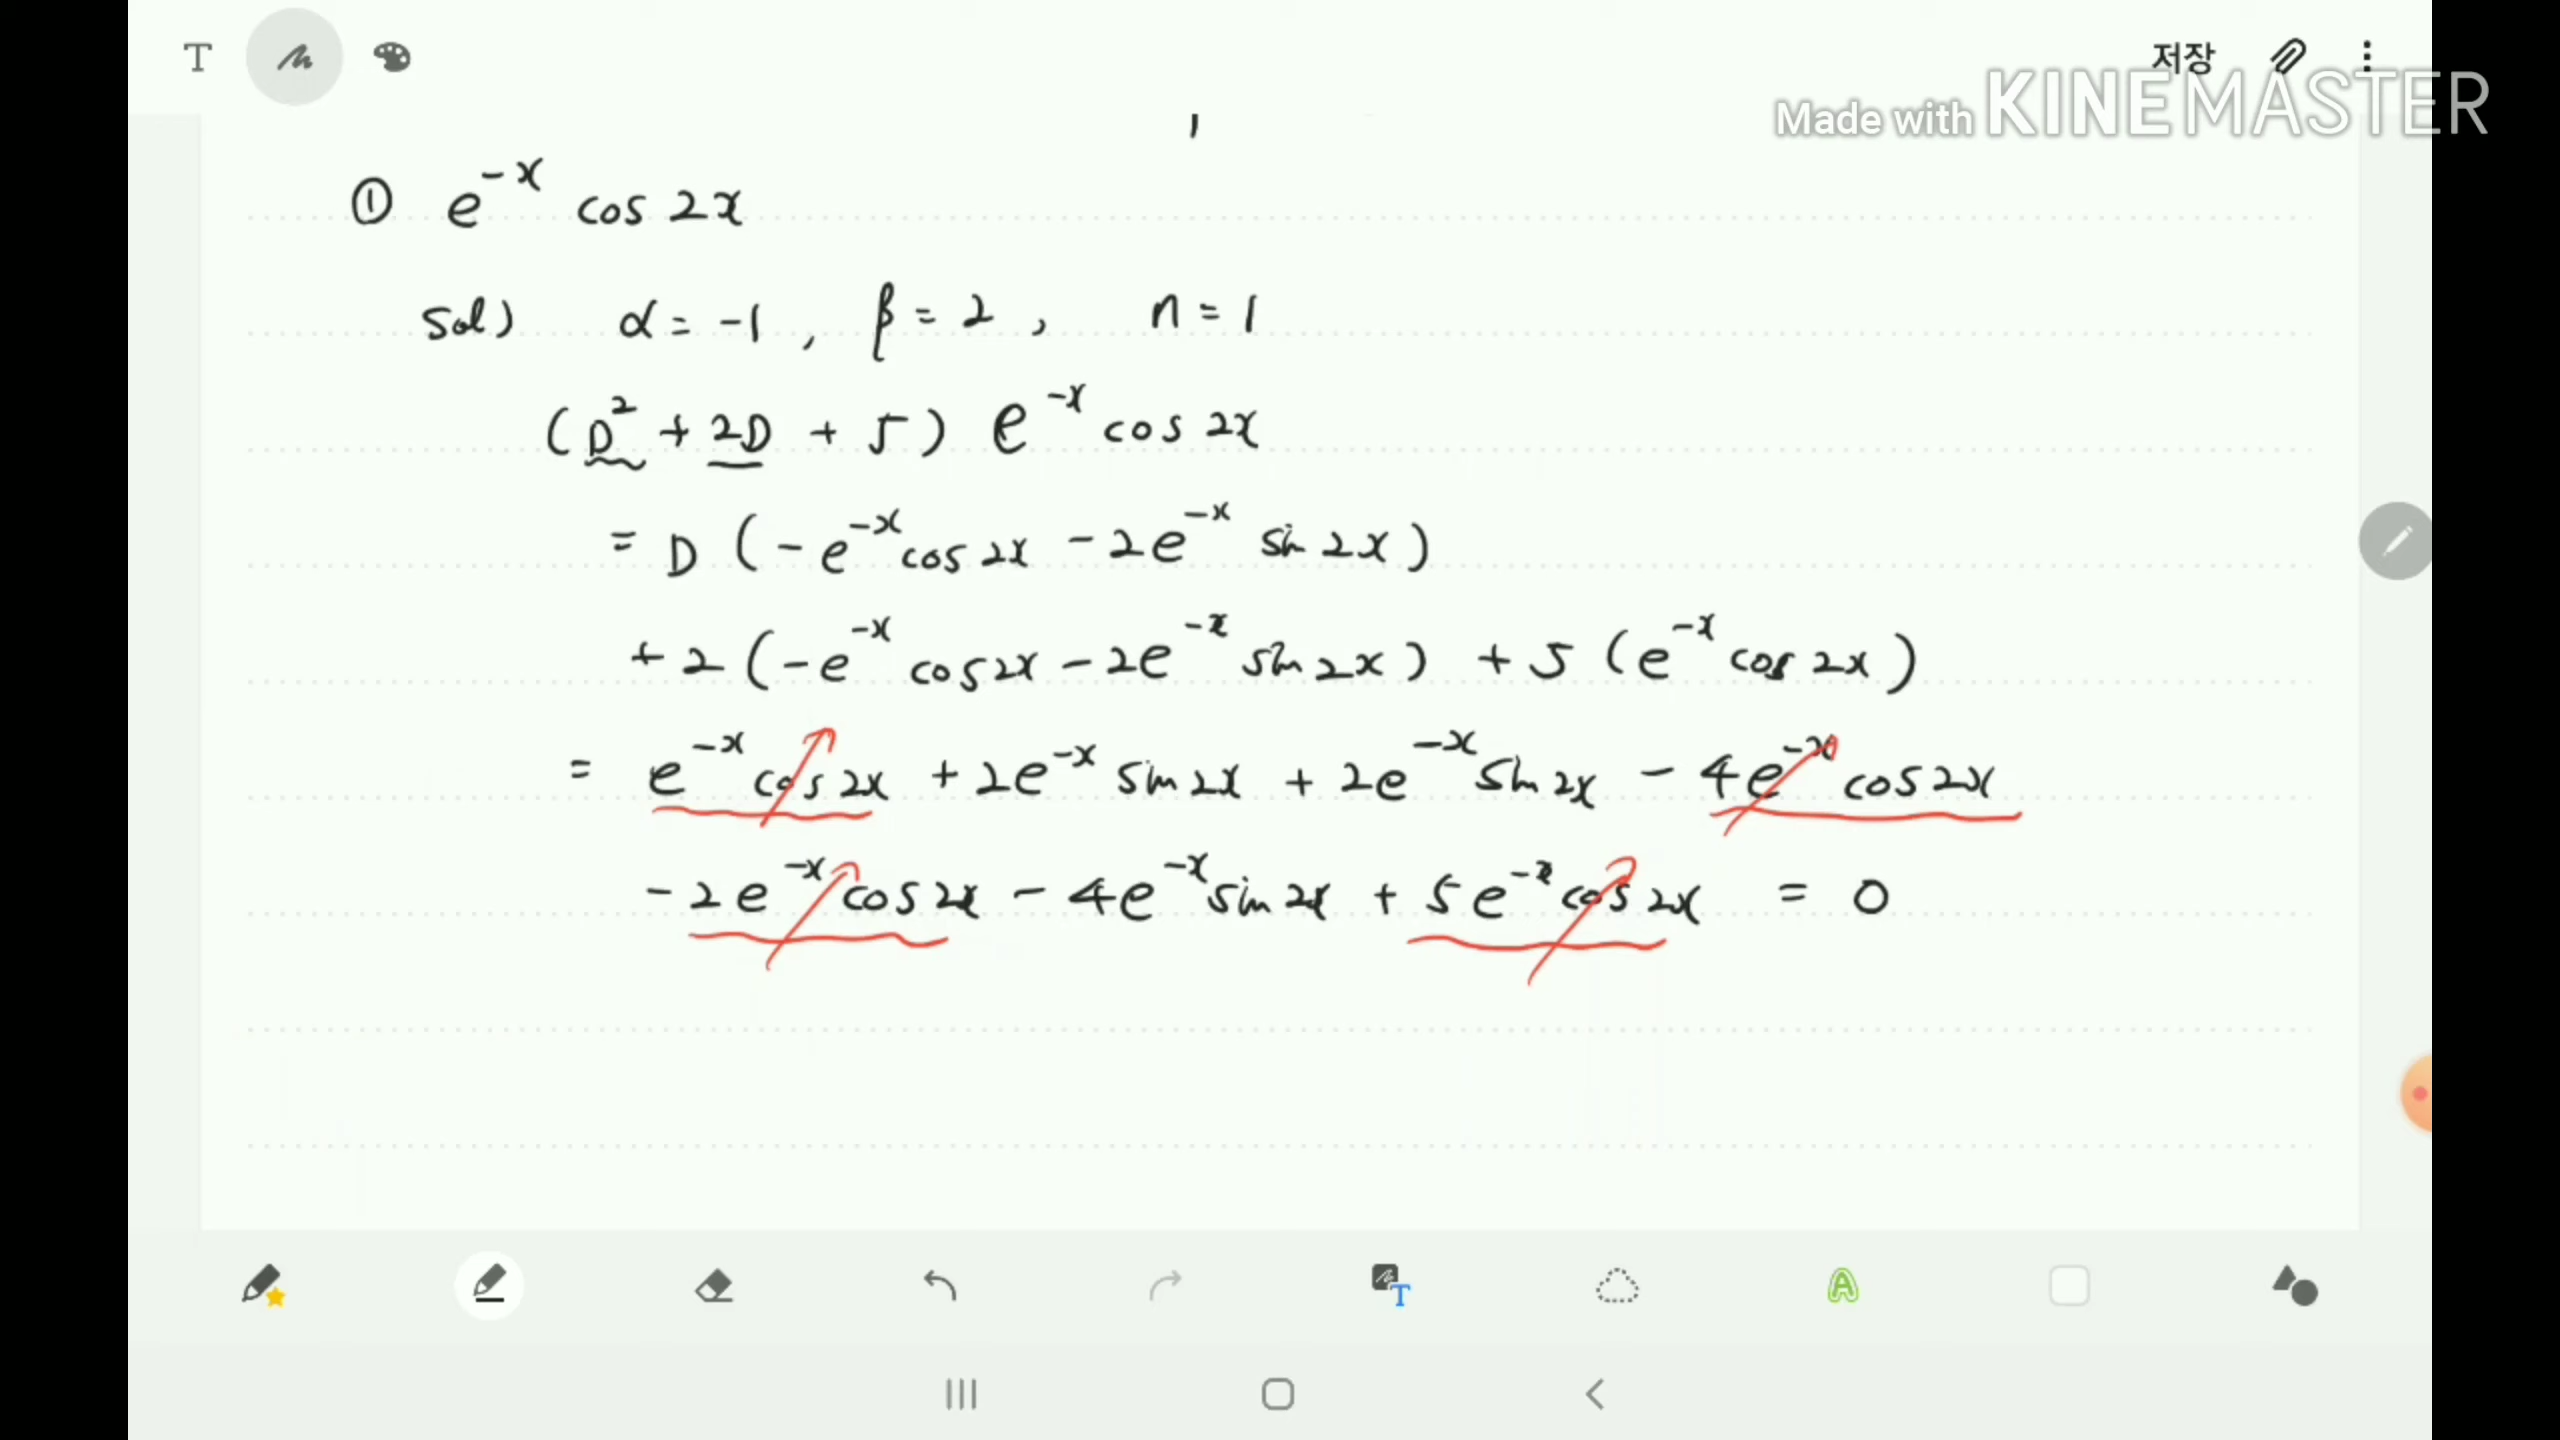 T
저장
Made with KINEMASTER
① e^{-x} cos 2x
sol) α = -1 , β = 2 , n = 1
(D² + 2D + 5) e^{-x} cos 2x
= D (-e^{-x} cos 2x - 2e^{-x} sin 2x)
+ 2 (-e^{-x} cos 2x - 2e^{-x} sin 2x) + 5 (e^{-x} cos 2x)
= e^{-x} cos 2x + 2e^{-x} sin 2x + 2e^{-x} sin 2x - 4e^{-x} cos 2x
- 2e^{-x} cos 2x - 4e^{-x} sin 2x + 5e^{-x} cos 2x = 0
T
A